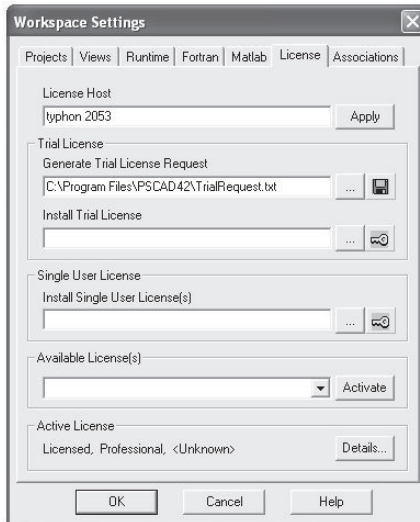 Workspace Settings
Projects Views Runtime Fortran Matlab License Associations
License Host
typhon 2053
Apply
Trial License
Generate Trial License Request
C:\Program Files\PSCAD42\TrialRequest.txt
...
Install Trial License
...
Single User License
Install Single User License(s)
...
Available License(s)
Activate
Active License
Licensed, Professional, <Unknown>
Details...
OK Cancel Help